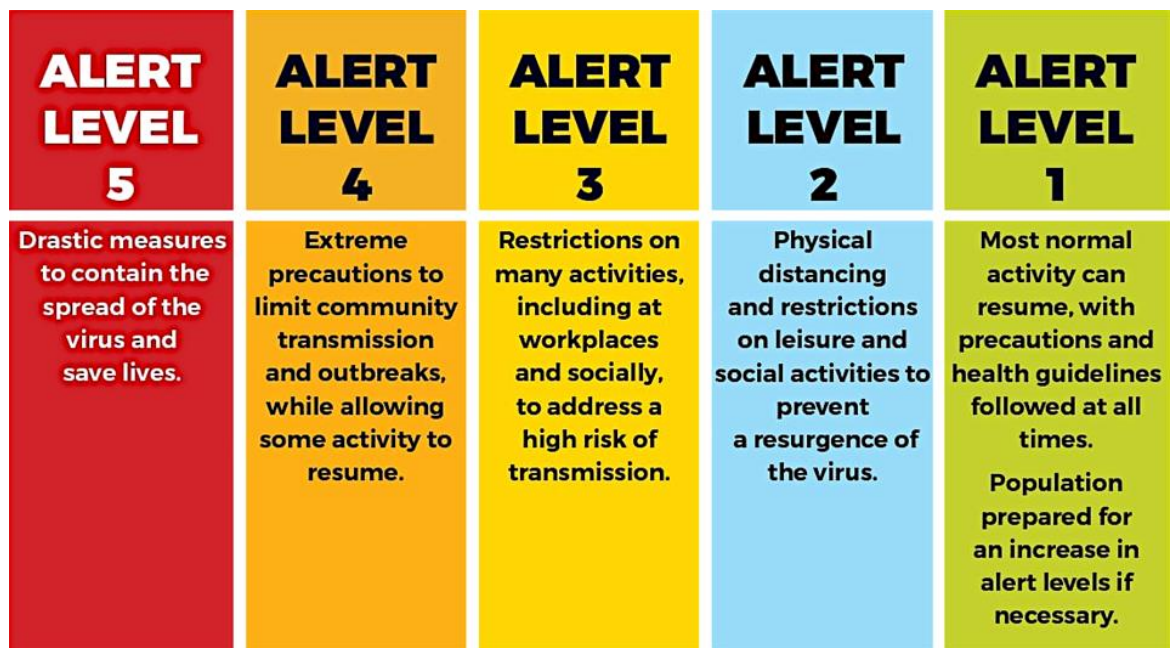 ALERT
LEVEL
5
Drastic measures
to contain the
spread of the
virus and
save lives.
ALERT
LEVEL
4
Extreme
precautions to
limit community
transmission
and outbreaks,
while allowing
some activity to
resume.
ALERT
LEVEL
3
Restrictions on
many activities,
including at
workplaces
and socially,
to address a
high risk of
transmission.
ALERT
LEVEL
2
Physical
distancing
and restrictions
on leisure and
social activities to
prevent
a resurgence of
the virus.
ALERT
LEVEL
1
Most normal
activity can
resume, with
precautions and
health guidelines
followed at all
times.
Population
prepared for
an increase in
alert levels if
necessary.